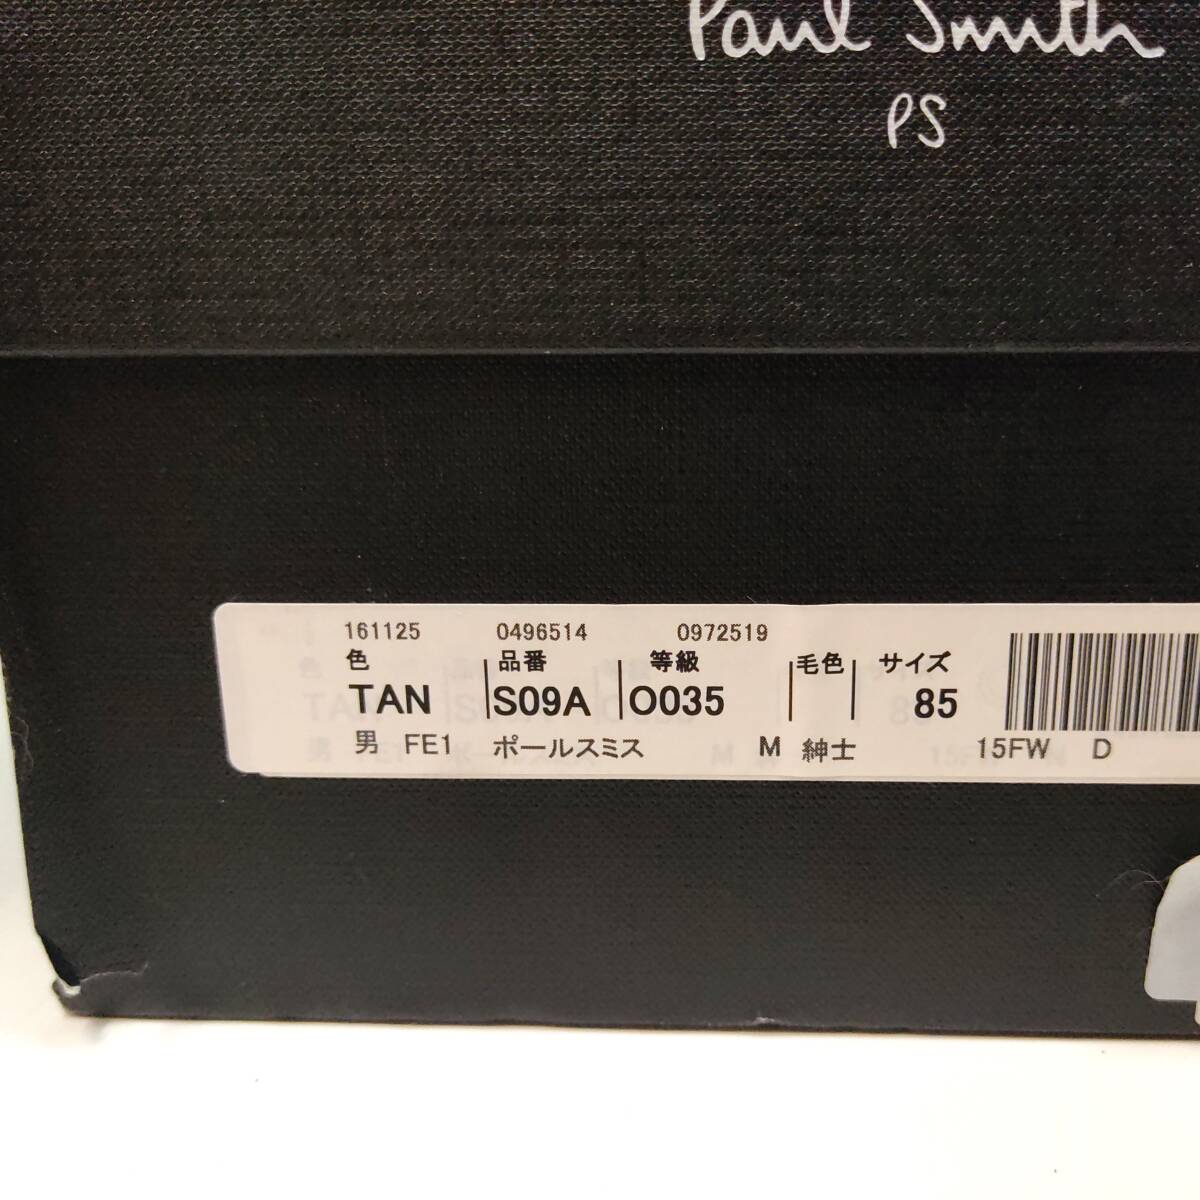 Paul Smith
PS
161125 0496514 0972519
色 品番 等級 毛色 サイズ
TAN S09A O035 85
男 FE1 ポールスミス M 紳士 15FW D